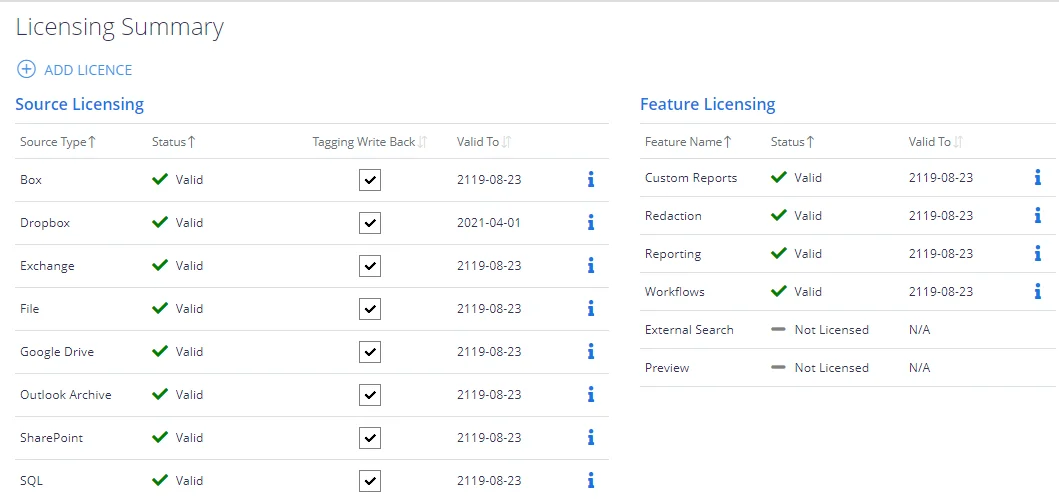 Licensing Summary
ADD LICENCE
Source Licensing
Source Type Status Tagging Write Back Valid To
Box Valid 2119-08-23
Dropbox Valid 2021-04-01
Exchange Valid 2119-08-23
File Valid 2119-08-23
Google Drive Valid 2119-08-23
Outlook Archive Valid 2119-08-23
SharePoint Valid 2119-08-23
SQL Valid 2119-08-23
Feature Licensing
Feature Name Status Valid To
Custom Reports Valid 2119-08-23
Redaction Valid 2119-08-23
Reporting Valid 2119-08-23
Workflows Valid 2119-08-23
External Search Not Licensed N/A
Preview Not Licensed N/A